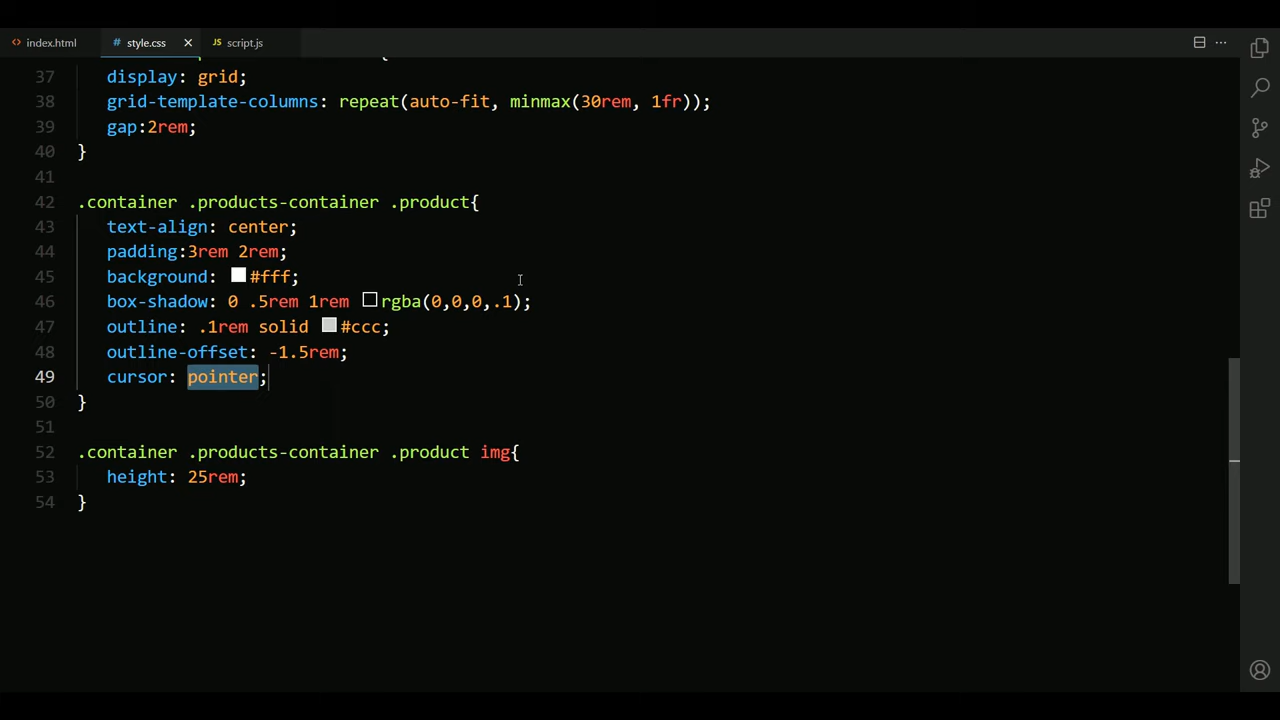 index.html
style.css
script.js
37 display: grid;
38 grid-template-columns: repeat(auto-fit, minmax(30rem, 1fr));
39 gap:2rem;
40 }
41
42 .container .products-container .product{
43 text-align: center;
44 padding:3rem 2rem;
45 background: #fff;
46 box-shadow: 0 .5rem 1rem rgba(0,0,0,.1);
47 outline: .1rem solid #ccc;
48 outline-offset: -1.5rem;
49 cursor: pointer;
50 }
51
52 .container .products-container .product img{
53 height: 25rem;
54 }